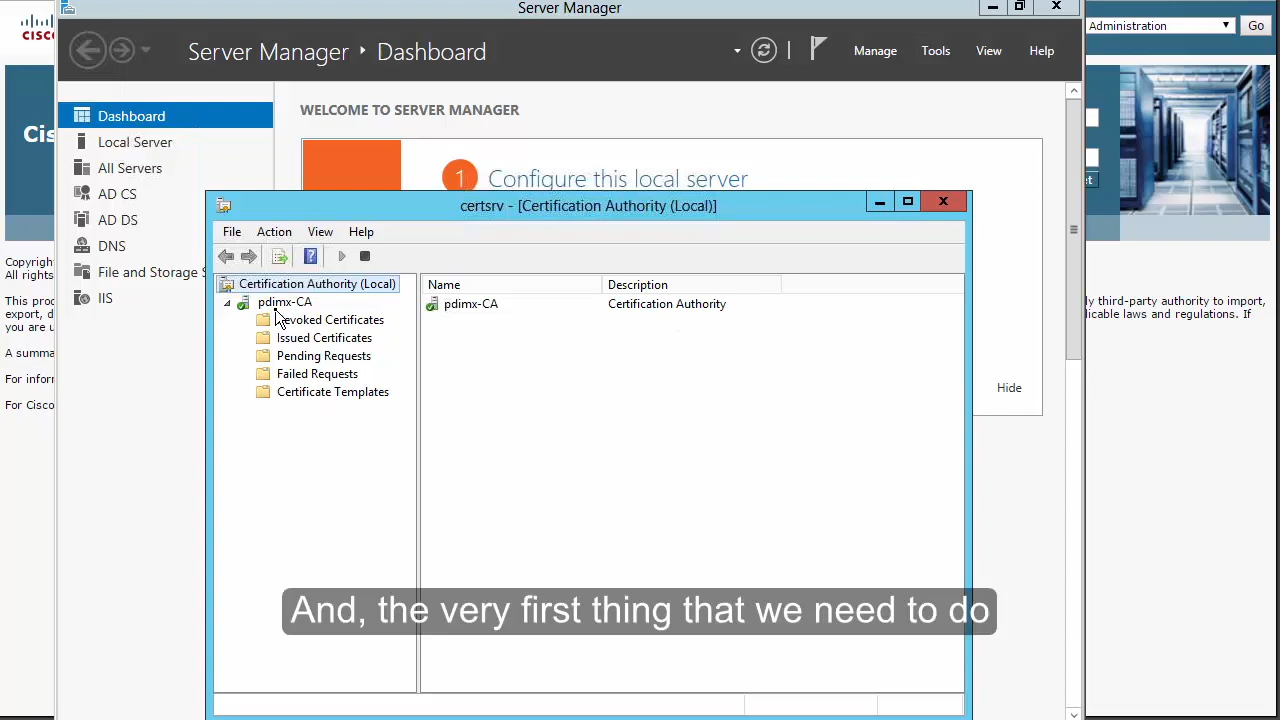 Server Manager
cisco
Server Manager ‣ Dashboard
Manage
Tools
View
Help
Administration
Go
Dashboard
Local Server
All Servers
AD CS
AD DS
DNS
File and Storage S
IIS
WELCOME TO SERVER MANAGER
1 Configure this local server
Cis
certsrv - [Certification Authority (Local)]
File
Action
View
Help
Certification Authority (Local)
pdimx-CA
evoked Certificates
Issued Certificates
Pending Requests
Failed Requests
Certificate Templates
Name
Description
pdimx-CA
Certification Authority
Hide
Copyrig
All rights
This proc
export, d
you are u
A summa
For inforr
For Cisco
ly third-party authority to import,
licable laws and regulations. If
And, the very first thing that we need to do